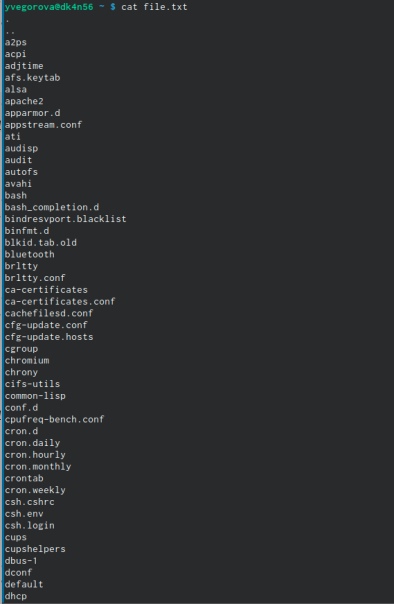 yvegorova@dk4n56 ~ $ cat file.txt
.
..
a2ps
acpi
adjtime
afs.keytab
alsa
apache2
apparmor.d
appstream.conf
ati
audisp
audit
autofs
avahi
bash
bash_completion.d
bindresvport.blacklist
binfmt.d
blkid.tab.old
bluetooth
brltty
brltty.conf
ca-certificates
ca-certificates.conf
cachefilesd.conf
cfg-update.conf
cfg-update.hosts
cgroup
chromium
chrony
cifs-utils
common-lisp
conf.d
cpufreq-bench.conf
cron.d
cron.daily
cron.hourly
cron.monthly
crontab
cron.weekly
csh.cshrc
csh.env
csh.login
cups
cupshelpers
dbus-1
dconf
default
dhcp